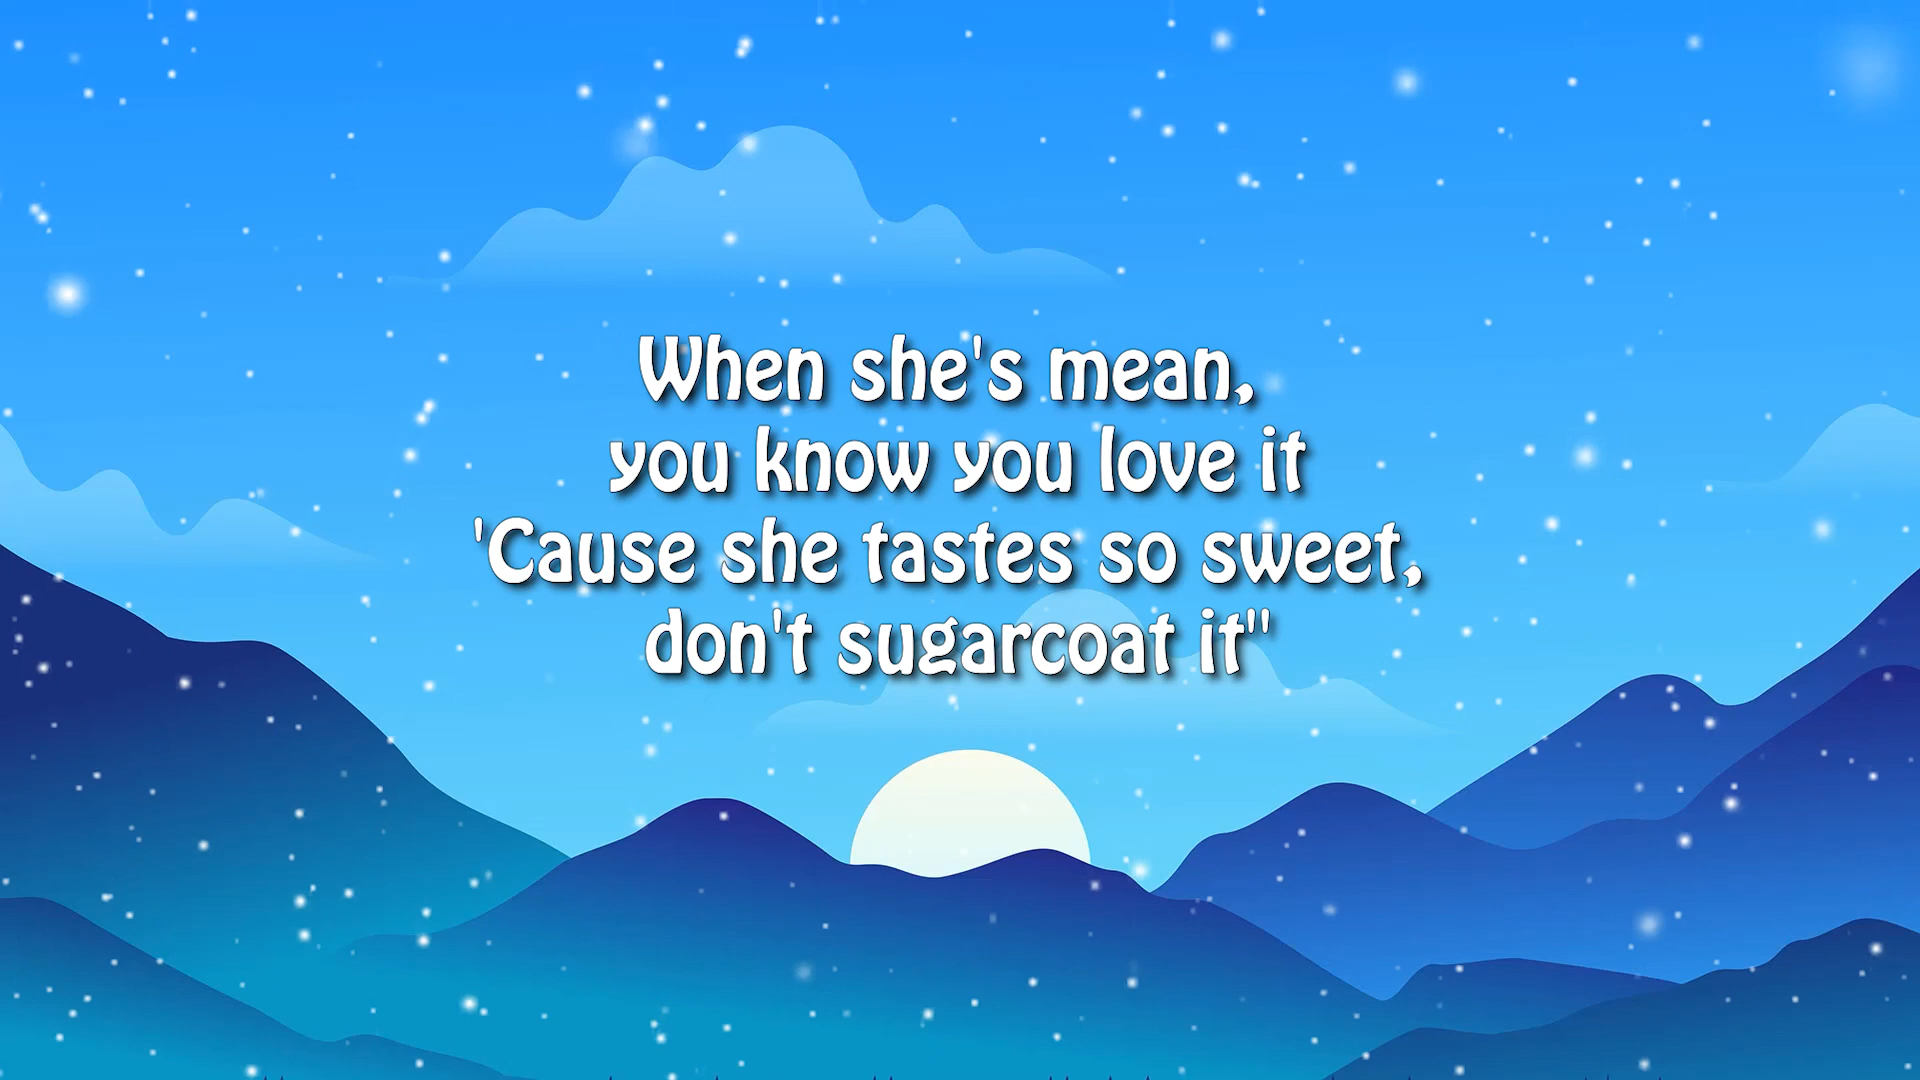 When she's mean,
you know you love it
'Cause she tastes so sweet,
don't sugarcoat it"